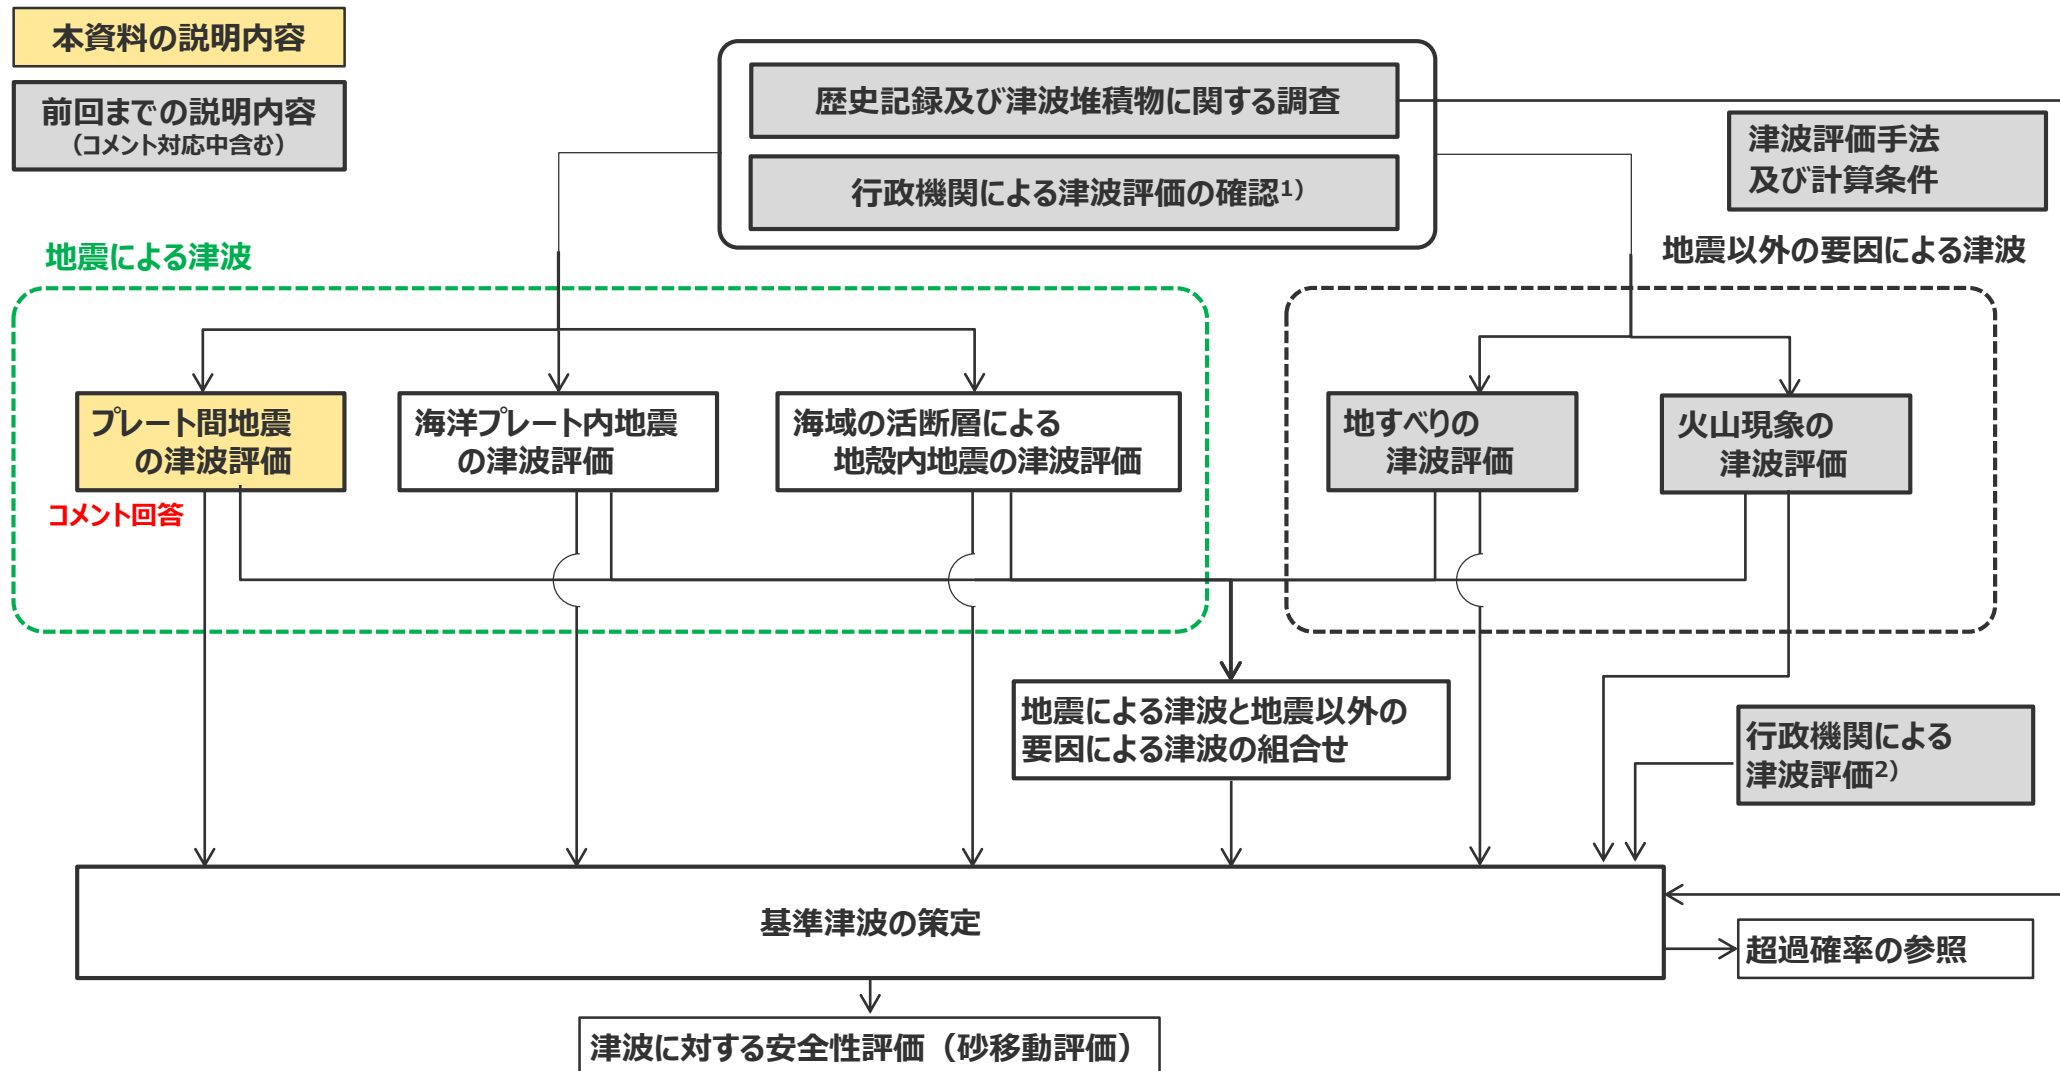 本資料の説明内容
前回までの説明内容
（コメント対応中含む）
歴史記録及び津波堆積物に関する調査
行政機関による津波評価の確認1）
津波評価手法
及び計算条件
地震による津波
地震以外の要因による津波
プレート間地震
の津波評価
海洋プレート内地震
の津波評価
海域の活断層による
地殻内地震の津波評価
地すべりの
津波評価
火山現象の
津波評価
コメント回答
地震による津波と地震以外の
要因による津波の組合せ
行政機関による
津波評価2）
基準津波の策定
超過確率の参照
津波に対する安全性評価（砂移動評価）